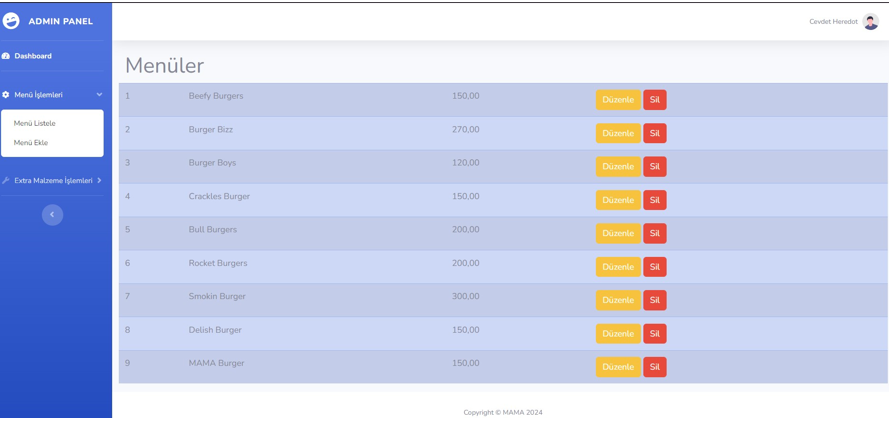 ADMIN PANEL
Cevdet Heredot
Dashboard
Menü İşlemleri
Menü Listele
Menü Ekle
Extra Malzeme İşlemleri
Menüler
1 Beefy Burgers 150,00 Düzenle Sil
2 Burger Bizz 270,00 Düzenle Sil
3 Burger Boys 120,00 Düzenle Sil
4 Crackles Burger 150,00 Düzenle Sil
5 Bull Burgers 200,00 Düzenle Sil
6 Rocket Burgers 200,00 Düzenle Sil
7 Smokin Burger 300,00 Düzenle Sil
8 Delish Burger 150,00 Düzenle Sil
9 MAMA Burger 150,00 Düzenle Sil
Copyright © MAMA 2024